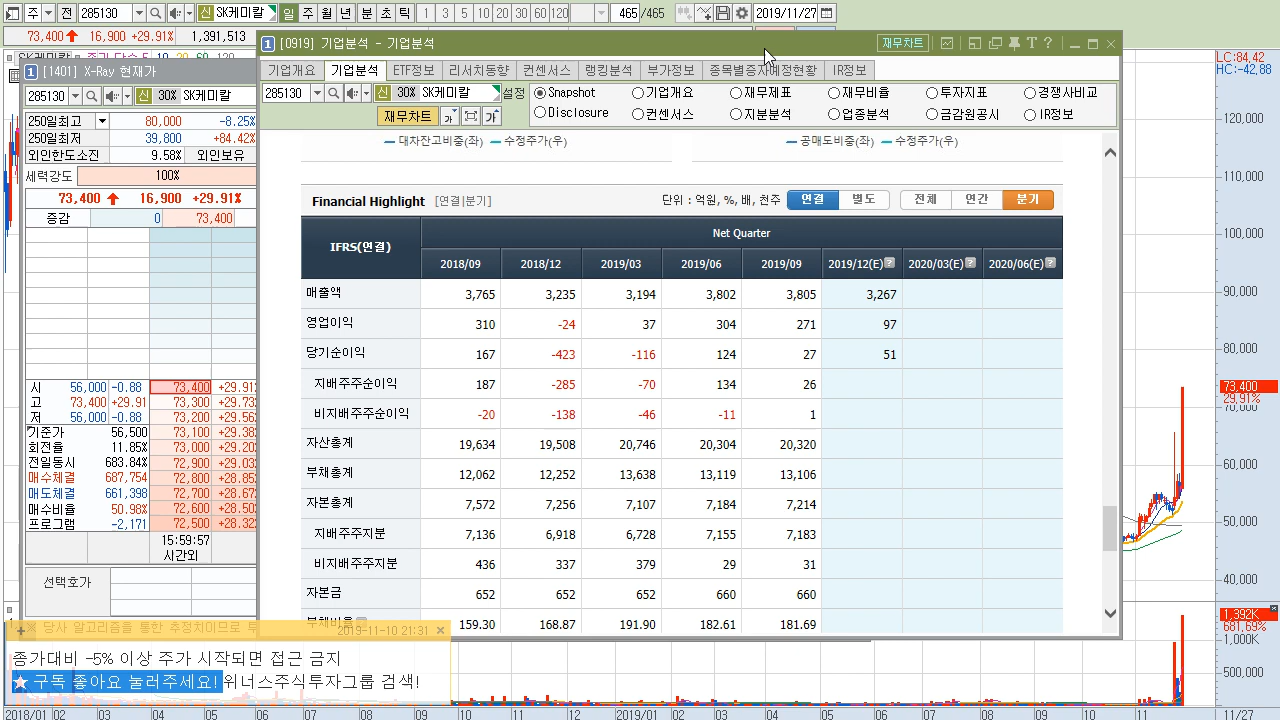 주 전 285130 신 SK케미칼 일 주 월 년 분 초 틱 1 3 5 10 20 30 60 120 465 /465 2019/11/27
73,400 16,900 +29.91% 1,391,513
1 [0919] 기업분석 - 기업분석 재무차트
기업개요 기업분석 ETF정보 리서치동향 컨센서스 랭킹분석 부가정보 종목별증자예정현황 IR정보
285130 신 30% SK케미칼 설정
재무차트 가 가
Snapshot 기업개요 재무제표 재무비율 투자지표 경쟁사비교
Disclosure 컨센서스 지분분석 업종분석 금감원공시 IR정보
대차잔고비중(좌) 수정주가(우) 공매도비중(좌) 수정주가(우)
Financial Highlight [연결|분기] 단위 : 억원, %, 배, 천주 연결 별도 전체 연간 분기
IFRS(연결) Net Quarter
2018/09 2018/12 2019/03 2019/06 2019/09 2019/12(E) 2020/03(E) 2020/06(E)
매출액 3,765 3,235 3,194 3,802 3,805 3,267
영업이익 310 -24 37 304 271 97
당기순이익 167 -423 -116 124 27 51
지배주주순이익 187 -285 -70 134 26
비지배주주순이익 -20 -138 -46 -11 1
자산총계 19,634 19,508 20,746 20,304 20,320
부채총계 12,062 12,252 13,638 13,119 13,106
자본총계 7,572 7,256 7,107 7,184 7,214
지배주주지분 7,136 6,918 6,728 7,155 7,183
비지배주주지분 436 337 379 29 31
자본금 652 652 652 660 660
부채비율 159.30 168.87 191.90 182.61 181.69
1 [1401] X-Ray 현재가
285130 신 30% SK케미칼
250일최고 80,000 -8.25%
250일최저 39,800 +84.42%
외인한도소진 9.56% 외인보유
세력강도 100%
73,400 16,900 +29.91%
증감 0 73,400
시 56,000 -0.88 73,400 +29.91
고 73,400 +29.91 73,300 +29.73
저 56,000 -0.88 73,200 +29.56
기준가 56,500 73,100 +29.38
회전율 11.85% 73,000 +29.20
전일동시 683.84% 72,900 +29.03
매수체결 687,754 72,800 +28.85
매도체결 661,398 72,700 +28.67
매수비율 50.98% 72,600 +28.50
프로그램 -2,171 72,500 +28.32
15:59:57
시간외
선택호가
※ 당사 알고리즘을 통한 추정치이므로 투 2019-11-10 21:31
종가대비 -5% 이상 주가 시작되면 접근 금지
★ 구독 좋아요 눌러주세요! 위너스주식투자그룹 검색!
LC:84.42
HC:-42.88
120,000
110,000
100,000
90,000
80,000
73,400
29.91%
70,000
60,000
50,000
40,000
1,392K
681.69%
1,000K
500,000
2018/01 02 03 04 05 06 07 08 09 10 11 12 2019/01 02 03 04 05 06 07 08 09 10 11 11/27